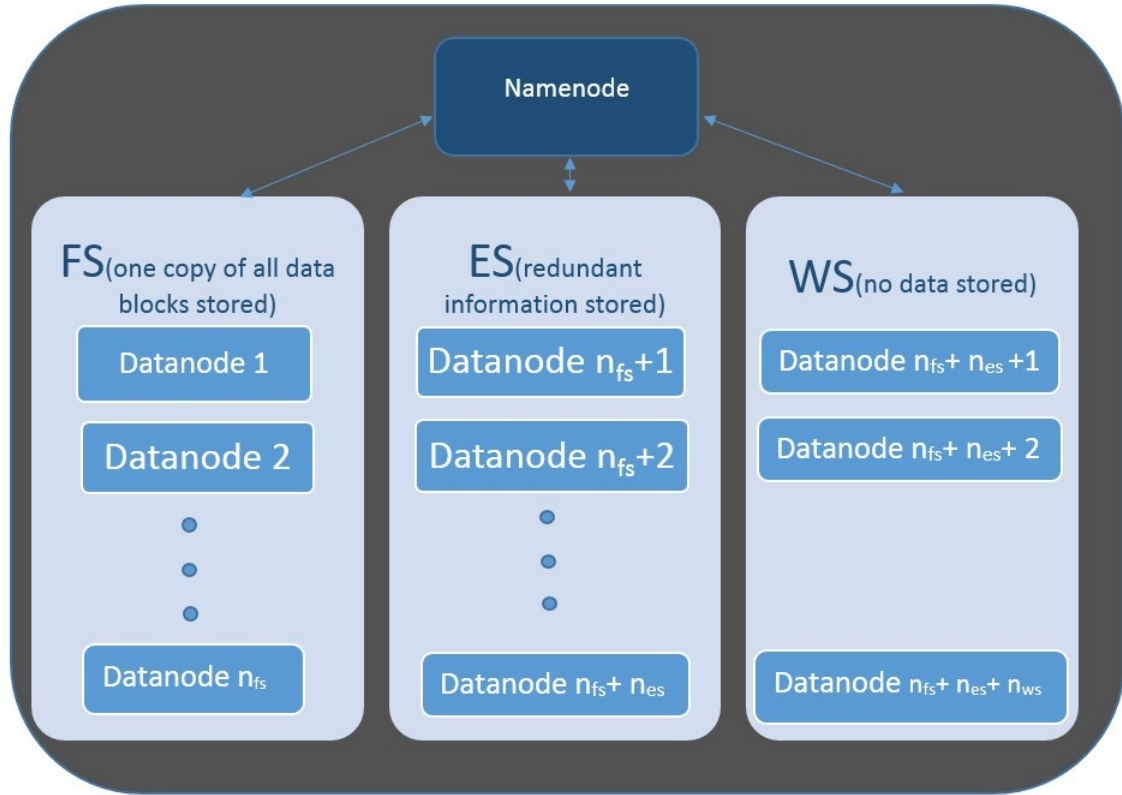 Namenode
FS(one copy of all data
blocks stored)
Datanode 1
Datanode 2
Datanode nfs
ES(redundant
information stored)
Datanode nfs+1
Datanode nfs+2
Datanode nfs+ nes
WS(no data stored)
Datanode nfs+ nes +1
Datanode nfs+ nes+ 2
Datanode nfs+ nes+ nws